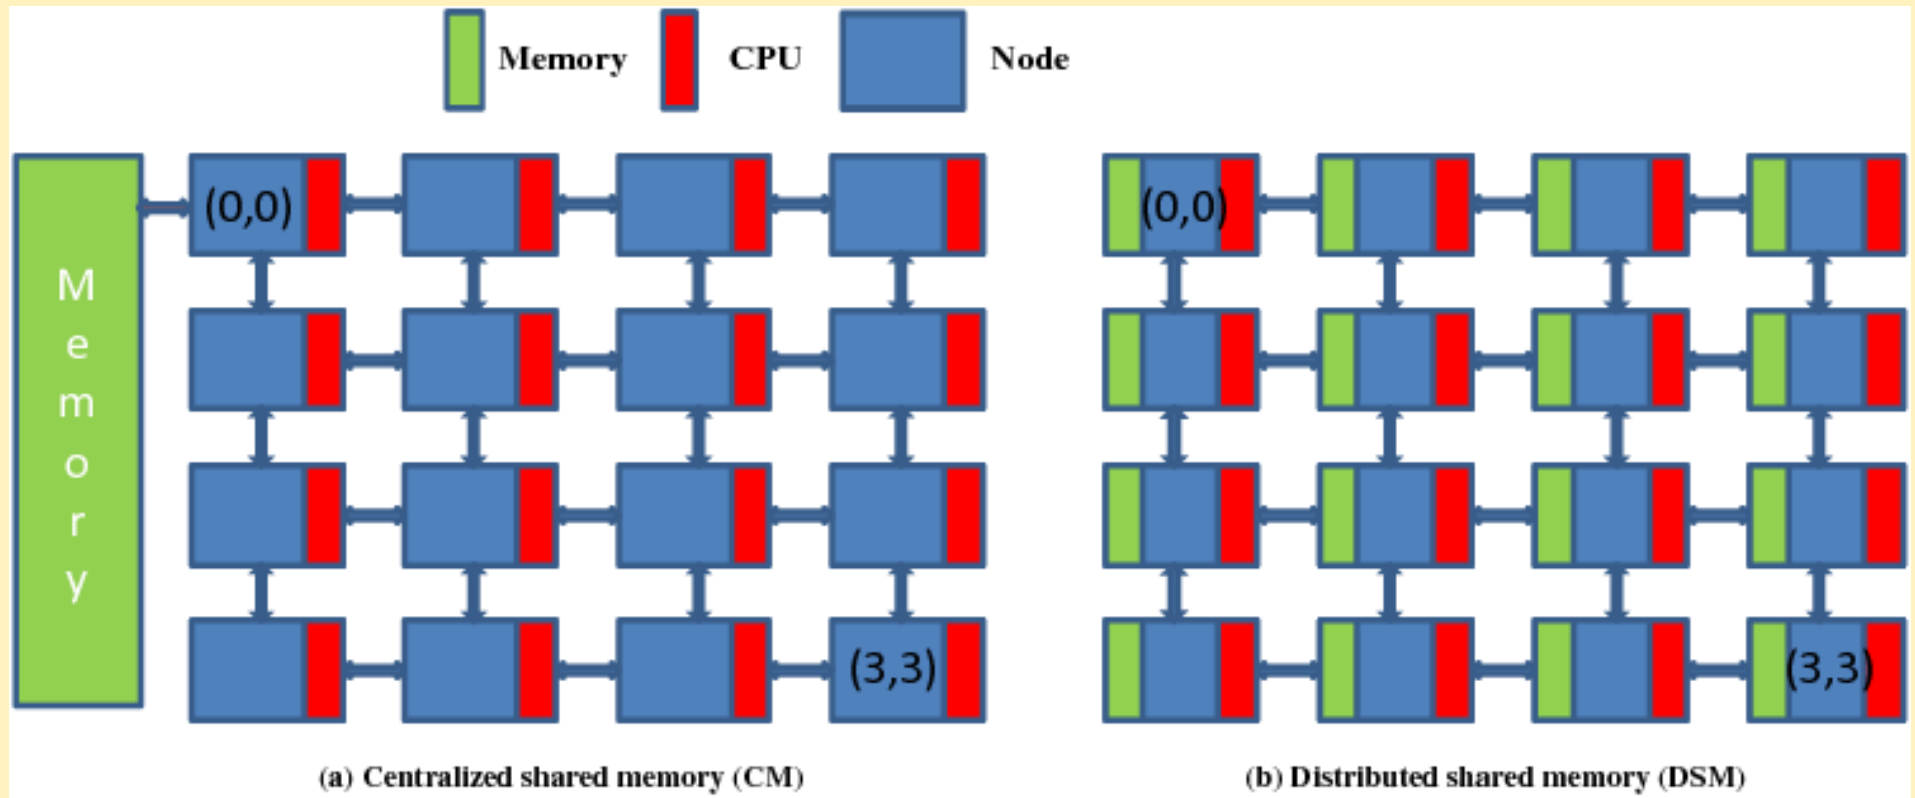 Memory CPU Node
(0,0) (0,0)
M
e
m
o
r
y
(3,3) (3,3)
(a) Centralized shared memory (CM) (b) Distributed shared memory (DSM)